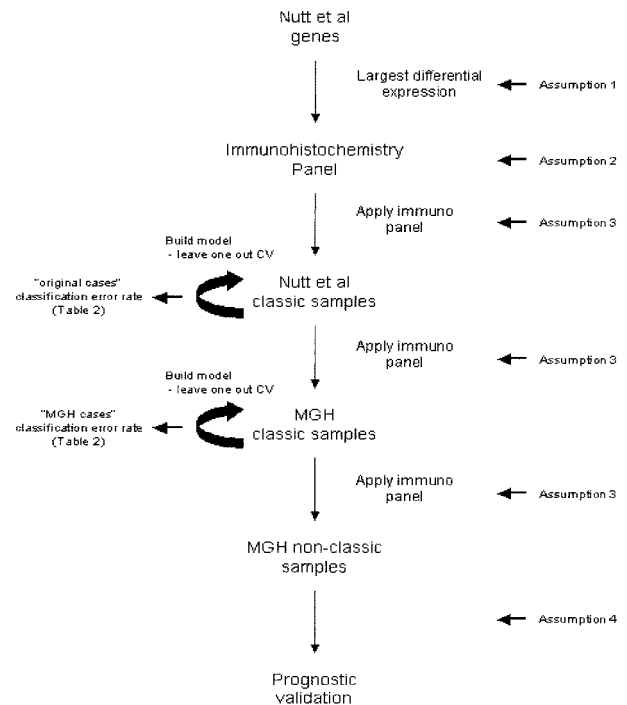 Nutt et al
genes
Largest differential
expression
Assumption 1
Immunohistochemistry
Panel
Assumption 2
Apply immuno
panel
Assumption 3
Build model
- leave one out CV
"original cases"
classification error rate
(Table 2)
Nutt et al
classic samples
Apply immuno
panel
Assumption 3
Build model
- leave one out CV
"MGH cases"
classification error rate
(Table 2)
MGH
classic samples
Apply immuno
panel
Assumption 3
MGH non-classic
samples
Assumption 4
Prognostic
validation